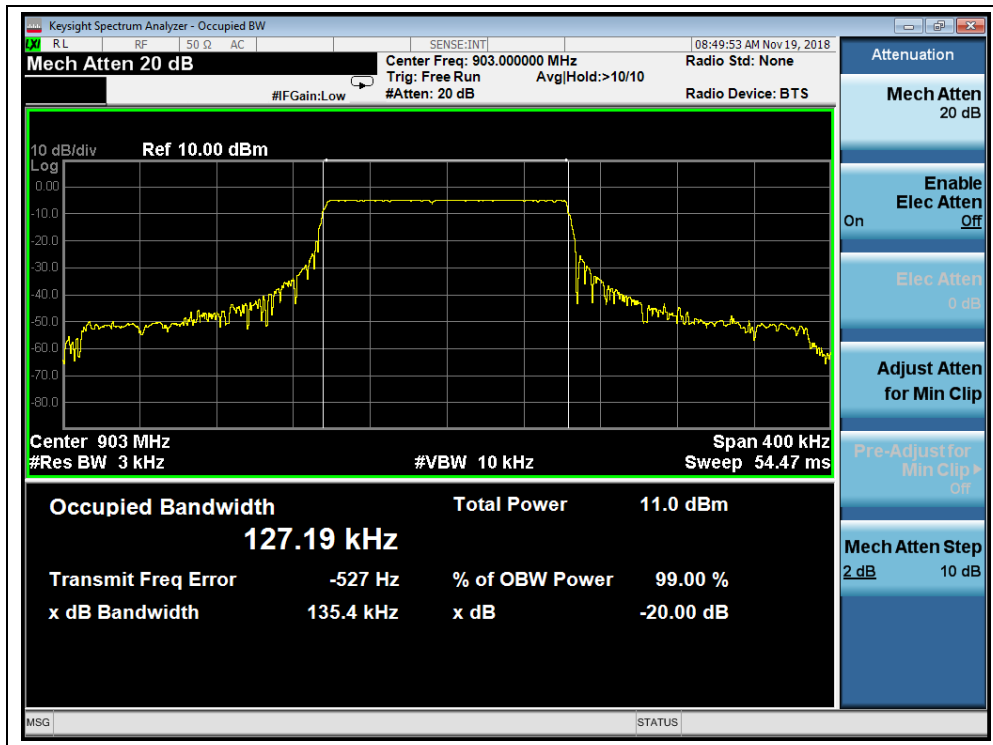 Keysight Spectrum Analyzer - Occupied BW
LXI RL RF 50 Ω AC SENSE:INT 08:49:53 AM Nov 19, 2018
Mech Atten 20 dB
Center Freq: 903.000000 MHz
Radio Std: None
Trig: Free Run Avg|Hold:>10/10
#IFGain:Low
#Atten: 20 dB
Radio Device: BTS
10 dB/div Ref 10.00 dBm
Log
0.00
-10.0
-20.0
-30.0
-40.0
-50.0
-60.0
-70.0
-80.0
Center 903 MHz Span 400 kHz
#Res BW 3 kHz #VBW 10 kHz Sweep 54.47 ms
Occupied Bandwidth Total Power 11.0 dBm
127.19 kHz
Transmit Freq Error -527 Hz % of OBW Power 99.00 %
x dB Bandwidth 135.4 kHz x dB -20.00 dB
Attenuation
Mech Atten
20 dB
Enable
Elec Atten
On Off
Elec Atten
0 dB
Adjust Atten
for Min Clip
Pre-Adjust for
Min Clip
Off
Mech Atten Step
2 dB 10 dB
MSG STATUS